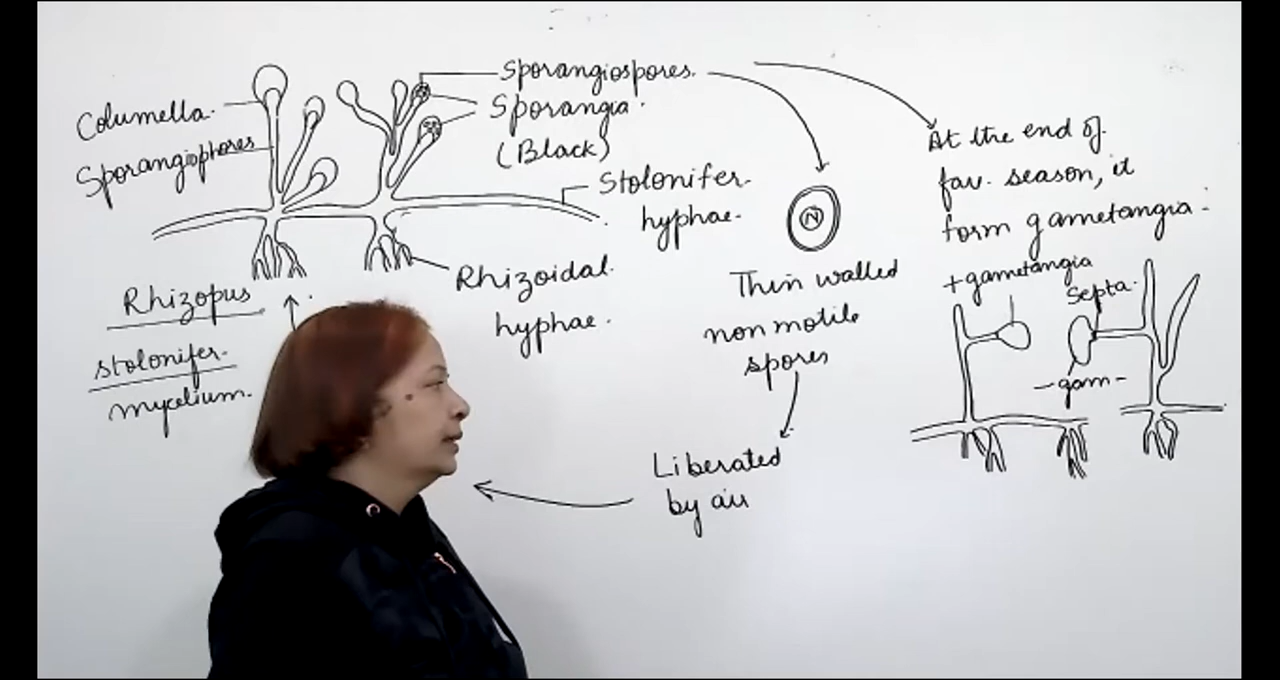 Columella.
Sporangiophores
Sporangiospores.
Sporangia.
(Black)
Stolonifer.
hyphae.
Rhizoidal.
hyphae.
Rhizopus
stolonifer.
mycelium.
N
Thin walled
non motile
spores
Liberated
by air
At the end of
fav. season, it
form gametangia.
+gametangia
Septa.
-gam-